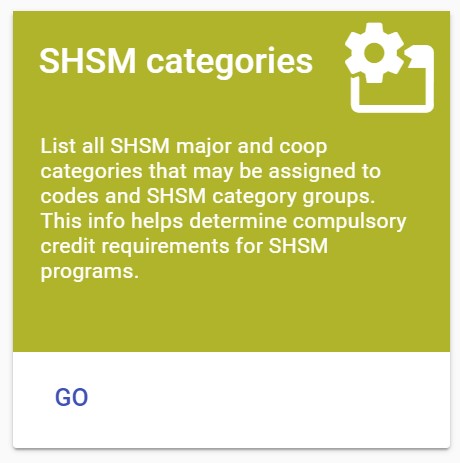 SHSM categories
List all SHSM major and coop
categories that may be assigned to
codes and SHSM category groups.
This info helps determine compulsory
credit requirements for SHSM
programs.
GO